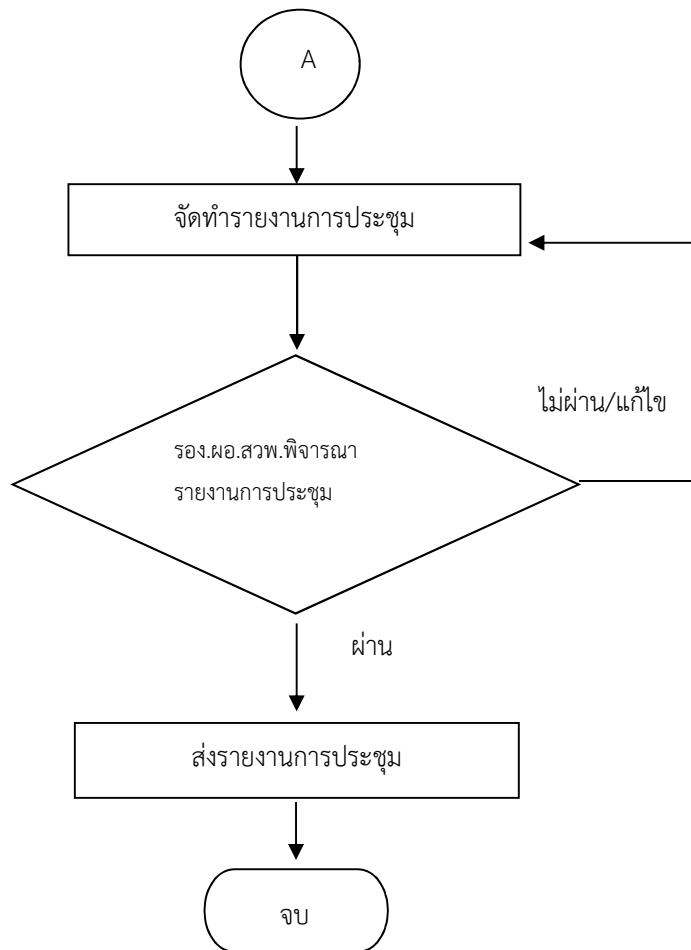 A
จัดทำรายงานการประชุม
ไม่ผ่าน/แก้ไข
รอง.ผอ.สวพ.พิจารณา
รายงานการประชุม
ผ่าน
ส่งรายงานการประชุม
จบ